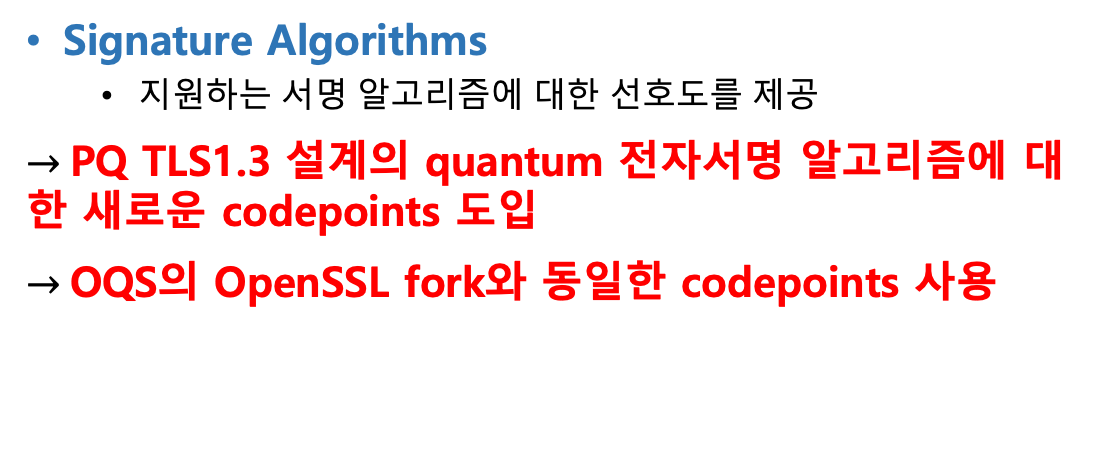 • Signature Algorithms
• 지원하는 서명 알고리즘에 대한 선호도를 제공
→ PQ TLS1.3 설계의 quantum 전자서명 알고리즘에 대
한 새로운 codepoints 도입
→ OQS의 OpenSSL fork와 동일한 codepoints 사용